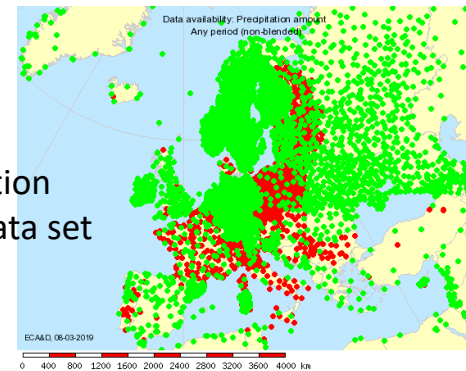 Data availability: Precpitation amount
Any period (non-blended)
tion
ata set
ECA&D, 08-03-2019
0 400 800 1200 1600 2000 2400 2800 3200 3600 4000 km